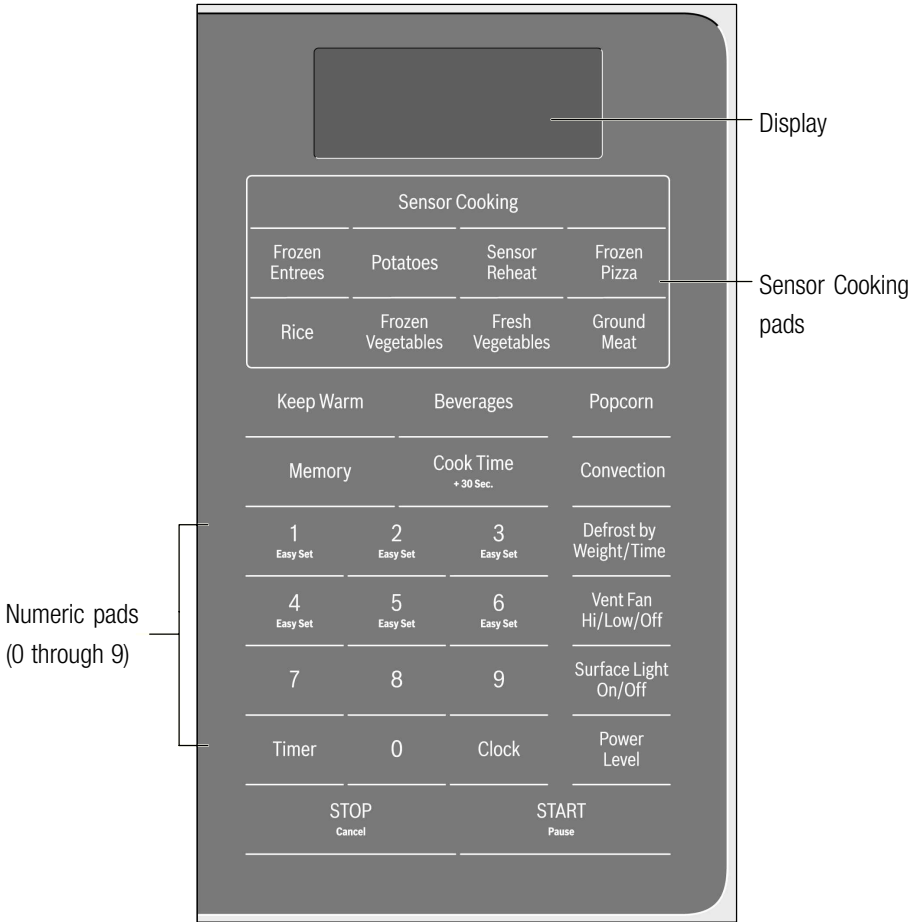 Display
Sensor Cooking
Frozen Entrees
Potatoes
Sensor Reheat
Frozen Pizza
Sensor Cooking
pads
Rice
Frozen Vegetables
Fresh Vegetables
Ground Meat
Keep Warm
Beverages
Popcorn
Memory
Cook Time
+ 30 Sec.
Convection
Numeric pads
(0 through 9)
1
Easy Set
2
Easy Set
3
Easy Set
Defrost by
Weight/Time
4
Easy Set
5
Easy Set
6
Easy Set
Vent Fan
Hi/Low/Off
7
8
9
Surface Light
On/Off
Timer
0
Clock
Power
Level
STOP
Cancel
START
Pause